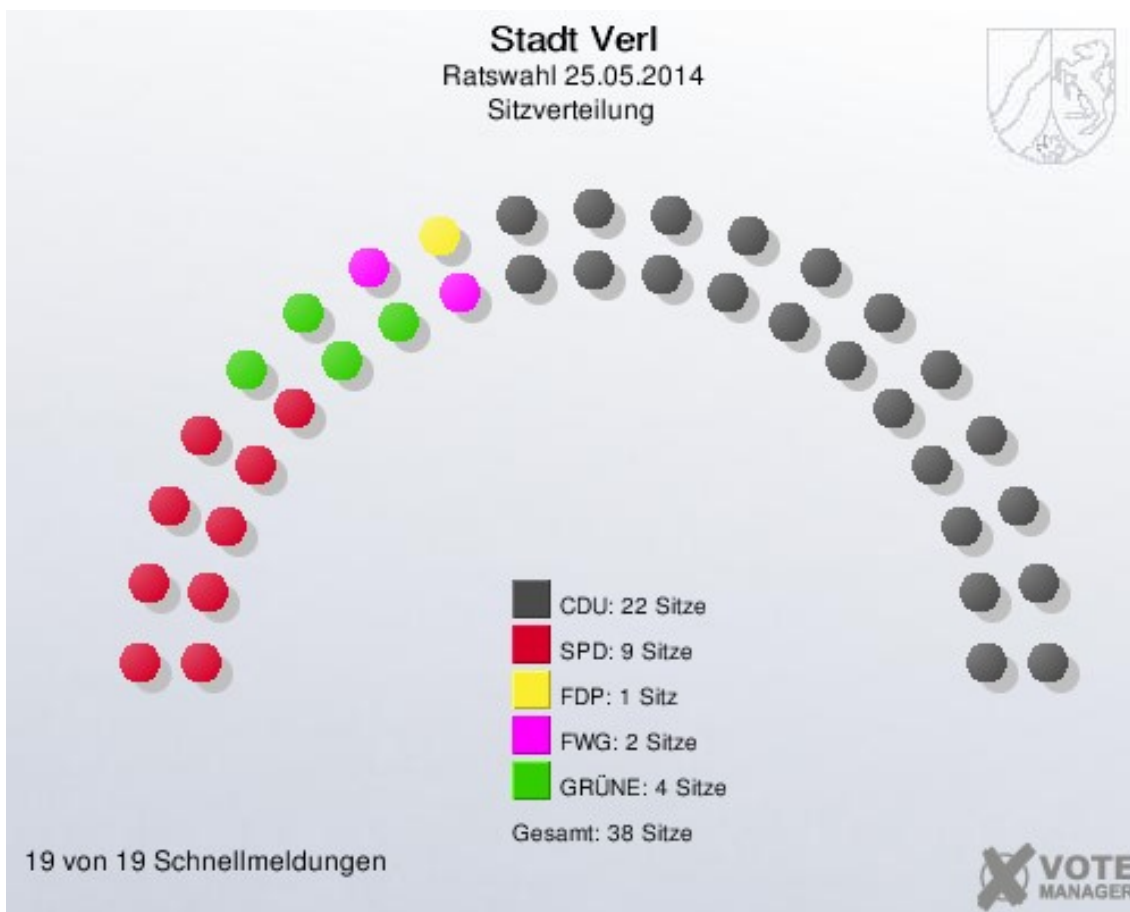 Stadt Verl
Ratswahl 25.05.2014
Sitzverteilung
CDU: 22 Sitze
SPD: 9 Sitze
FDP: 1 Sitz
FWG: 2 Sitze
GRÜNE: 4 Sitze
Gesamt: 38 Sitze
19 von 19 Schnellmeldungen
VOTE
MANAGER